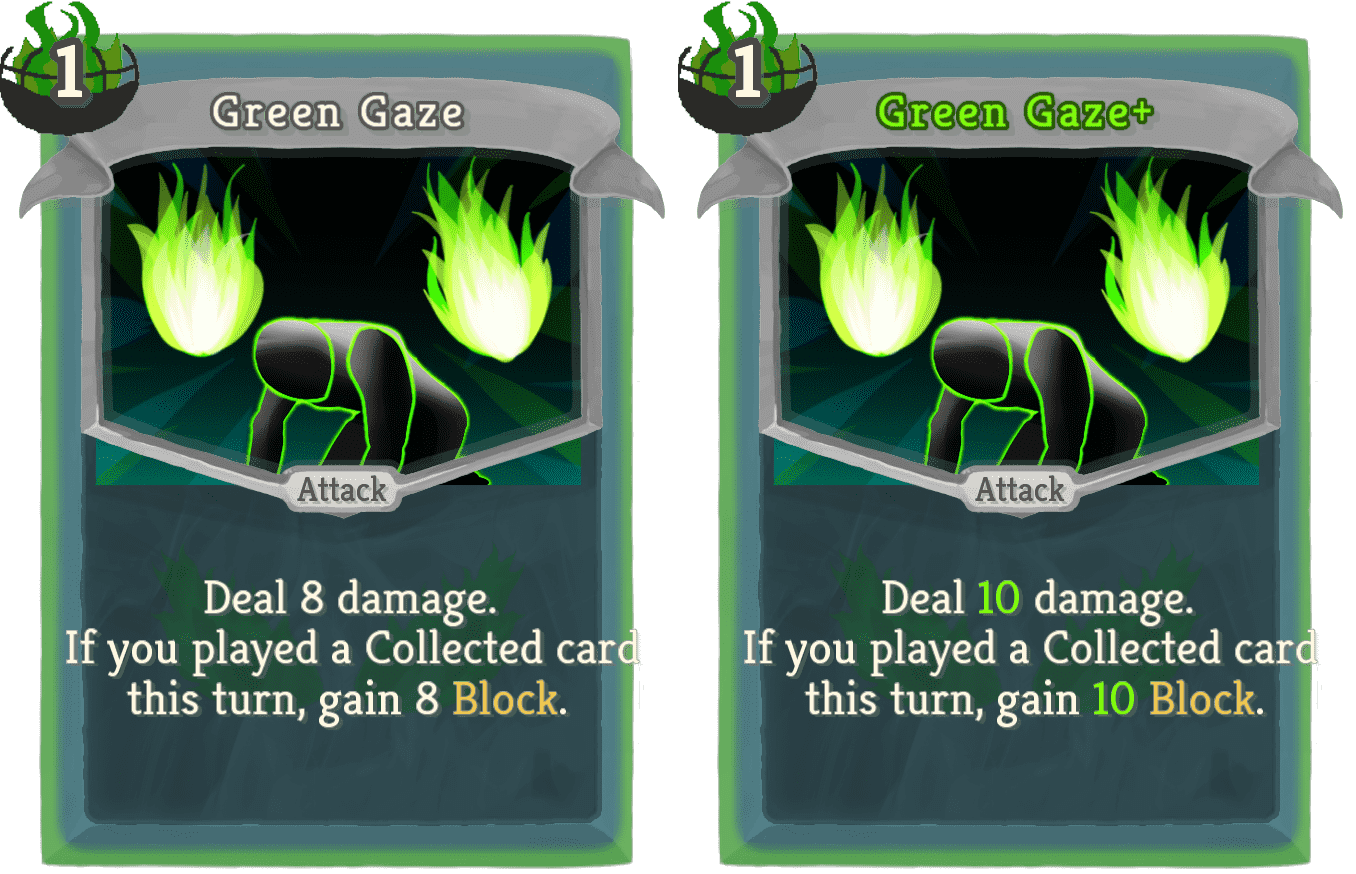 1
Green Gaze
Attack
Deal 8 damage.
If you played a Collected card
this turn, gain 8 Block.
1
Green Gaze+
Attack
Deal 10 damage.
If you played a Collected card
this turn, gain 10 Block.